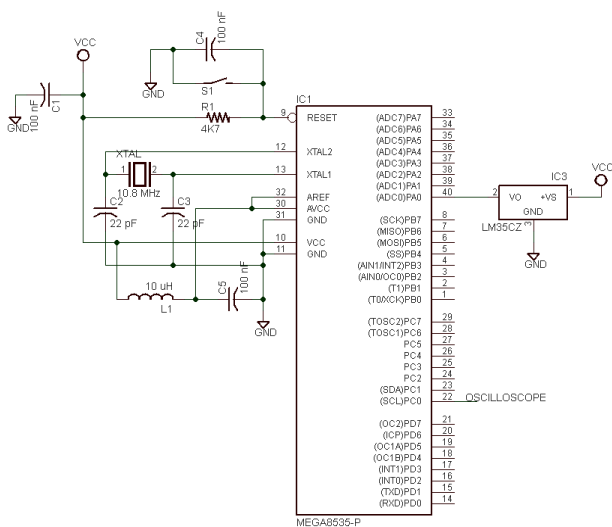 VCC
C4
100 nF
GND
S1
C1
100 nF
GND
R1
4K7
IC1
9 RESET (ADC7)PA7 33
(ADC6)PA6 34
(ADC5)PA5 35
12 XTAL2 (ADC4)PA4 36
(ADC3)PA3 37
XTAL
1 2
10.8 MHz
13 XTAL1 (ADC2)PA2 38
(ADC1)PA1 39
32 AREF (ADC0)PA0 40
30 AVCC
31 GND (SCK)PB7 8
(MISO)PB6 7
10 VCC (MOSI)PB5 6
11 GND (SS)PB4 5
(AIN1/INT2)PB3 4
(AIN0/OC0)PB2 3
(T1)PB1 2
(T0/XCK)PB0 1
C2
22 pF
C3
22 pF
10 uH
L1
C5
100 nF
GND
(TOSC2)PC7 29
(TOSC1)PC6 28
PC5 27
PC4 26
PC3 25
PC2 24
(SDA)PC1 23
(SCL)PC0 22 OSCILLOSCOPE
(OC2)PD7 21
(ICP)PD6 20
(OC1A)PD5 19
(OC1B)PD4 18
(INT1)PD3 17
(INT0)PD2 16
(TXD)PD1 15
(RXD)PD0 14
MEGA8535-P
IC3
VCC
2 VO +VS 1
GND
3
LM35CZ
GND